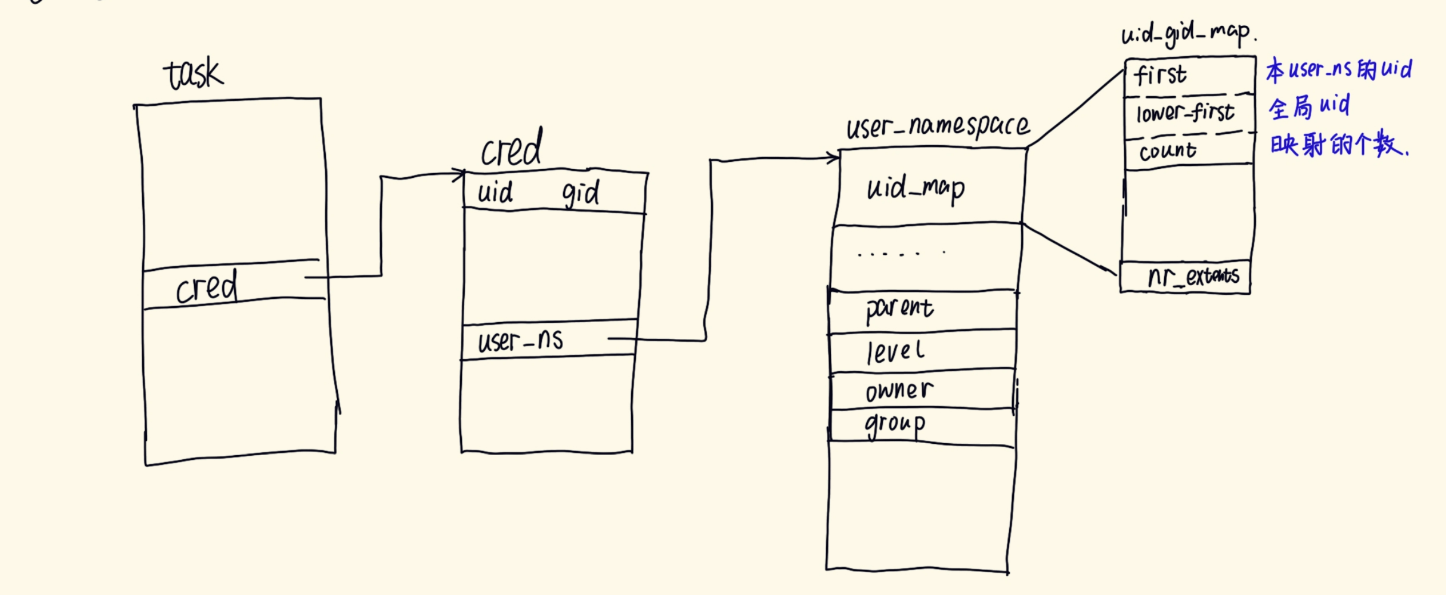 task
cred
cred
uid gid
user_ns
user_namespace
uid_map
......
parent
level
owner
group
uid_gid_map.
first 本user_ns的uid
lower_first 全局uid
count 映射的个数.
nr_extents